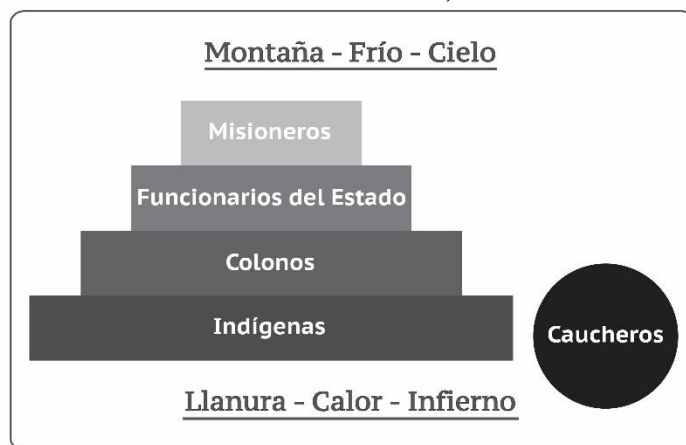 Montaña - Frío - Cielo
Misioneros
Funcionarios del Estado
Colonos
Indígenas
Caucheros
Llanura - Calor - Infierno